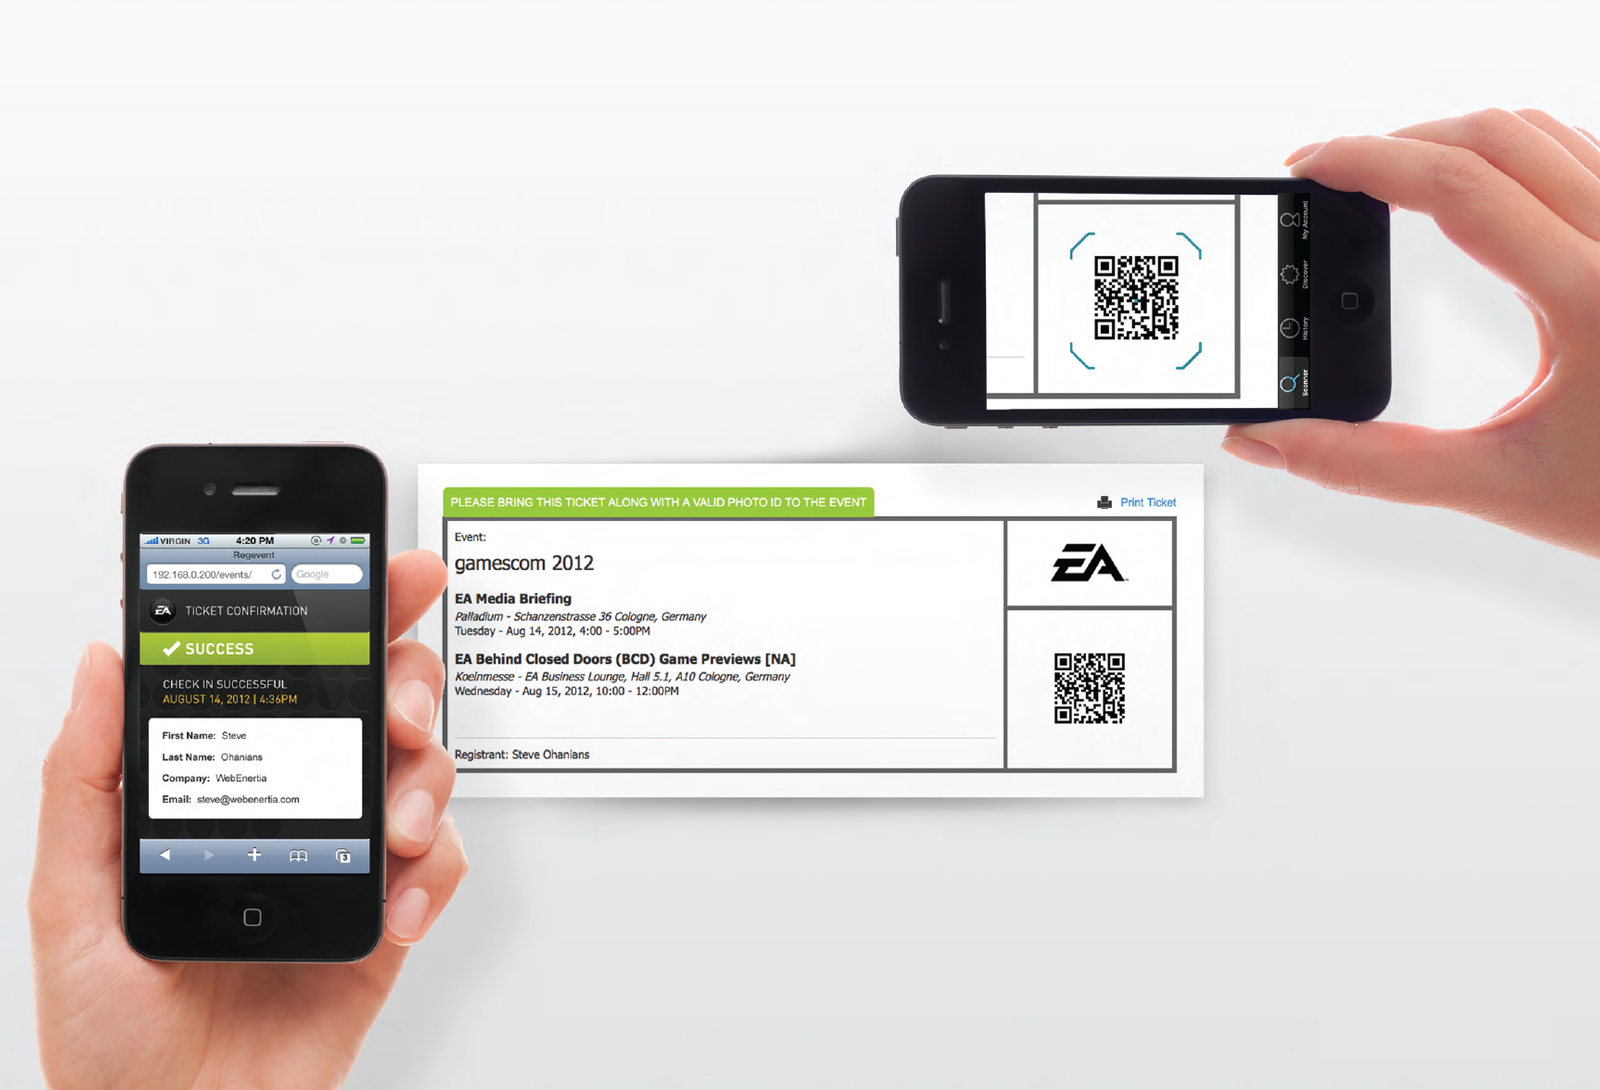 VIRGIN 3G 4:20 PM
Regevent
192.168.0.200/events/ Google
EA TICKET CONFIRMATION
SUCCESS
CHECK IN SUCCESSFUL
AUGUST 14, 2012 | 4:36PM
First Name: Steve
Last Name: Ohanians
Company: WebEnertia
Email: steve@webenertia.com
3
PLEASE BRING THIS TICKET ALONG WITH A VALID PHOTO ID TO THE EVENT
Print Ticket
Event:
gamescom 2012
EA Media Briefing
Palladium - Schanzenstrasse 36 Cologne, Germany
Tuesday - Aug 14, 2012, 4:00 - 5:00PM
EA Behind Closed Doors (BCD) Game Previews [NA]
Koelnmesse - EA Business Lounge, Hall 5.1, A10 Cologne, Germany
Wednesday - Aug 15, 2012, 10:00 - 12:00PM
Registrant: Steve Ohanians
EA
Scanner
History
Discover
My Account